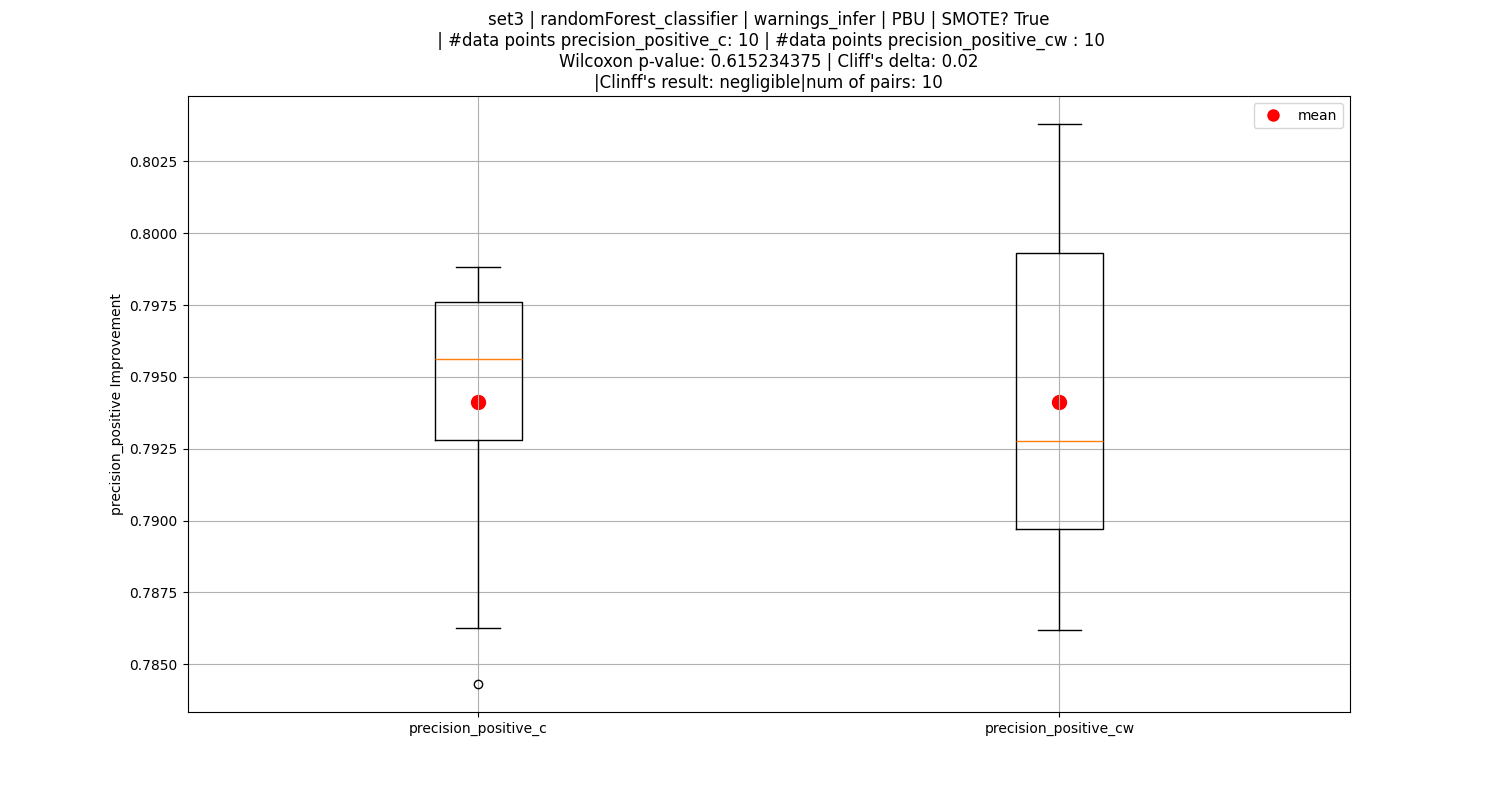 set3 | randomForest_classifier | warnings_infer | PBU | SMOTE? True
| #data points precision_positive_c: 10 | #data points precision_positive_cw : 10
Wilcoxon p-value: 0.615234375 | Cliff's delta: 0.02
|Clinff's result: negligible|num of pairs: 10
mean
precision_positive Improvement
0.8025
0.8000
0.7975
0.7950
0.7925
0.7900
0.7875
0.7850
precision_positive_c
precision_positive_cw